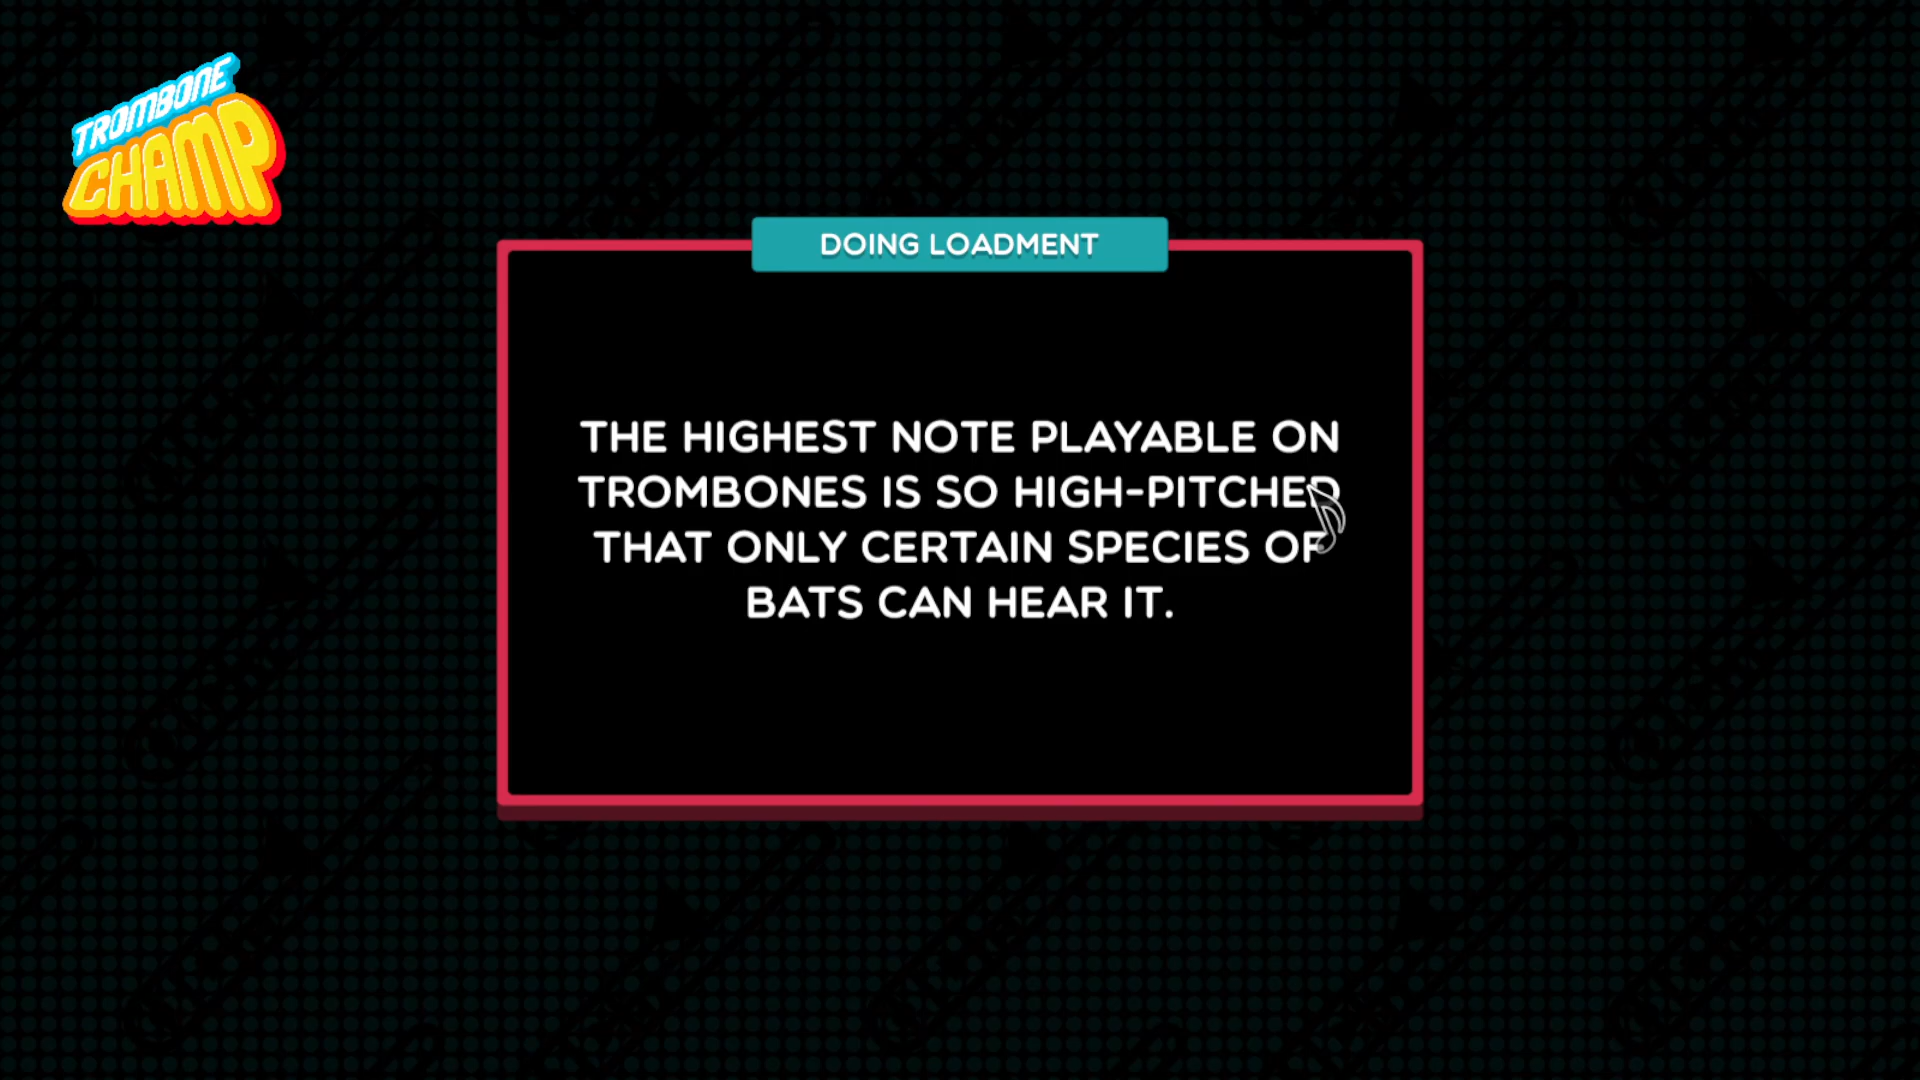 TROMBONE
CHAMP
DOING LOADMENT
THE HIGHEST NOTE PLAYABLE ON
TROMBONES IS SO HIGH-PITCHED
THAT ONLY CERTAIN SPECIES OF
BATS CAN HEAR IT.